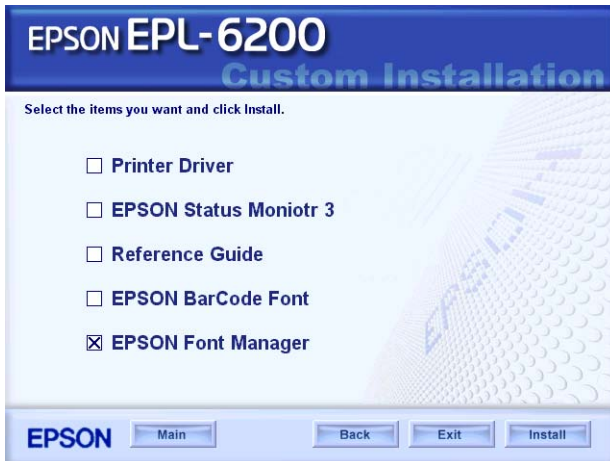 EPSON EPL-6200
Custom Installation
Select the items you want and click Install.
Printer Driver
EPSON Status Moniotr 3
Reference Guide
EPSON BarCode Font
EPSON Font Manager
EPSON
EPSON Main Back Exit Install